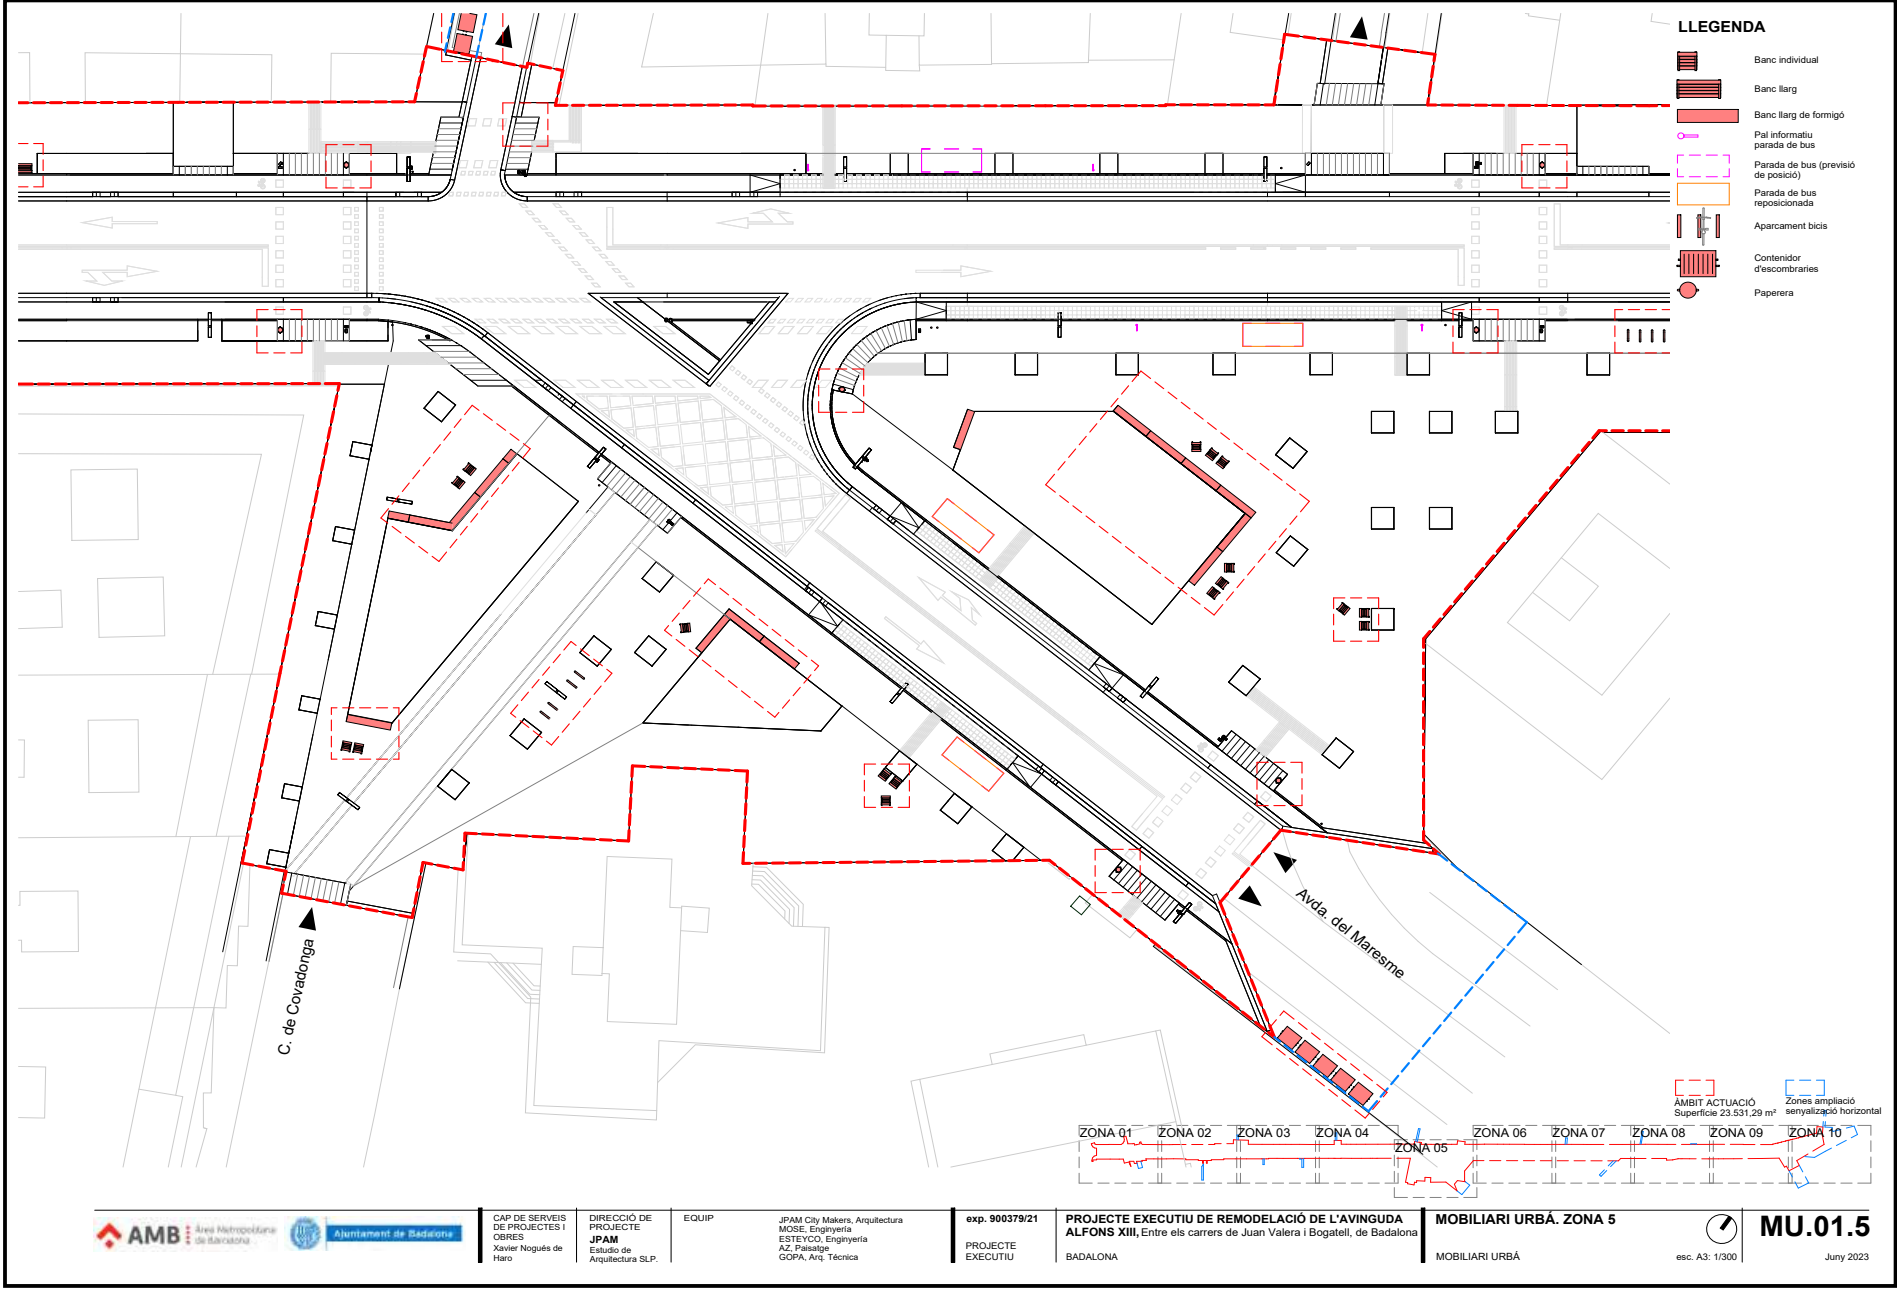 LLEGENDA
Banc individual
Banc llarg
Banc llarg de formigó
Pal informatiu
parada de bus
Parada de bus (previsió
de posició)
Parada de bus
reposicionada
Aparcament bicis
Contenidor
d'escombraries
Paperera
C. de Covadonga
Avda. del Maresme
ÀMBIT ACTUACIÓ
Superfície 23.531,29 m²
Zones ampliació
senyalització horitzontal
ZONA 01
ZONA 02
ZONA 03
ZONA 04
ZONA 05
ZONA 06
ZONA 07
ZONA 08
ZONA 09
ZONA 10
AMB
Àrea Metropolitana
de Barcelona
Ajuntament de Badalona
CAP DE SERVEIS
DE PROJECTES I
OBRES
Xavier Nogués de
Haro
DIRECCIÓ DE
PROJECTE
JPAM
Estudio de
Arquitectura SLP.
EQUIP
JPAM City Makers, Arquitectura
MOSE, Enginyeria
ESTEYCO, Enginyeria
AZ, Paisatge
GOPA, Arq. Tècnica
exp. 900379/21
PROJECTE
EXECUTIU
PROJECTE EXECUTIU DE REMODELACIÓ DE L'AVINGUDA
ALFONS XIII, Entre els carrers de Juan Valera i Bogatell, de Badalona
BADALONA
MOBILIARI URBÀ. ZONA 5
MOBILIARI URBÀ
esc. A3: 1/300
MU.01.5
Juny 2023